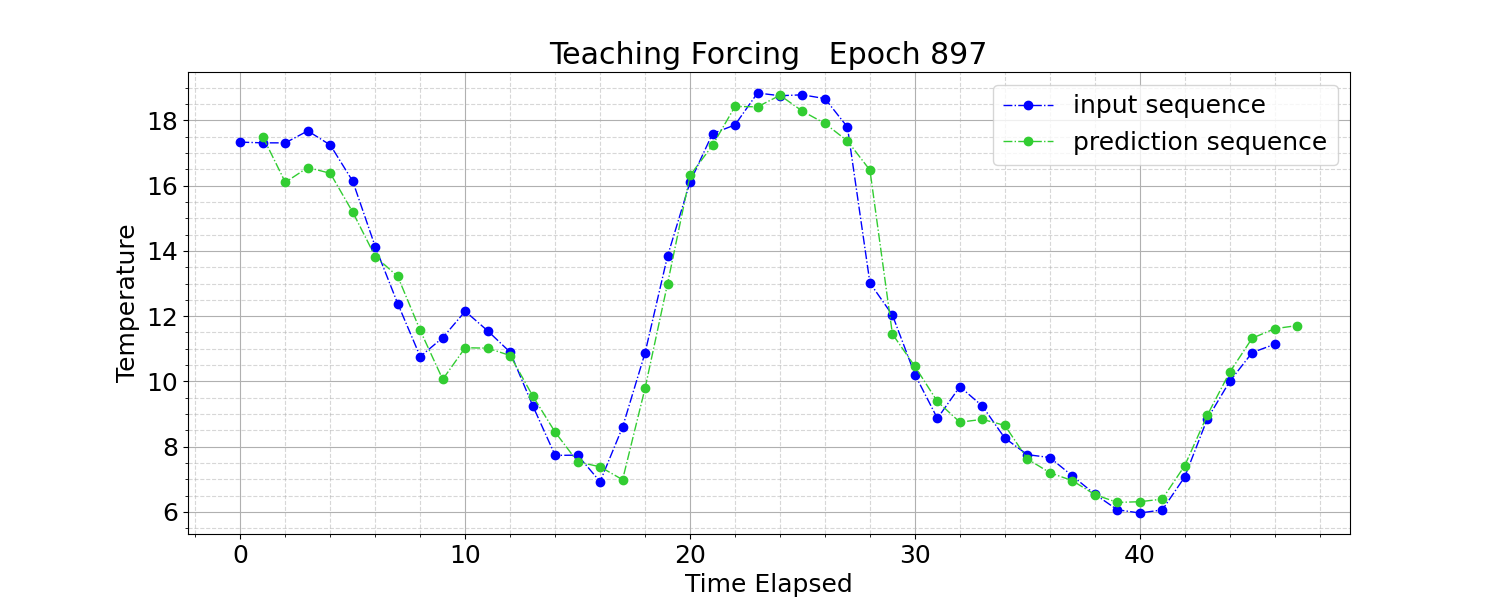 Teaching Forcing   Epoch 897
input sequence
prediction sequence
Temperature
18
16
14
12
10
8
6
0 10 20 30 40
Time Elapsed